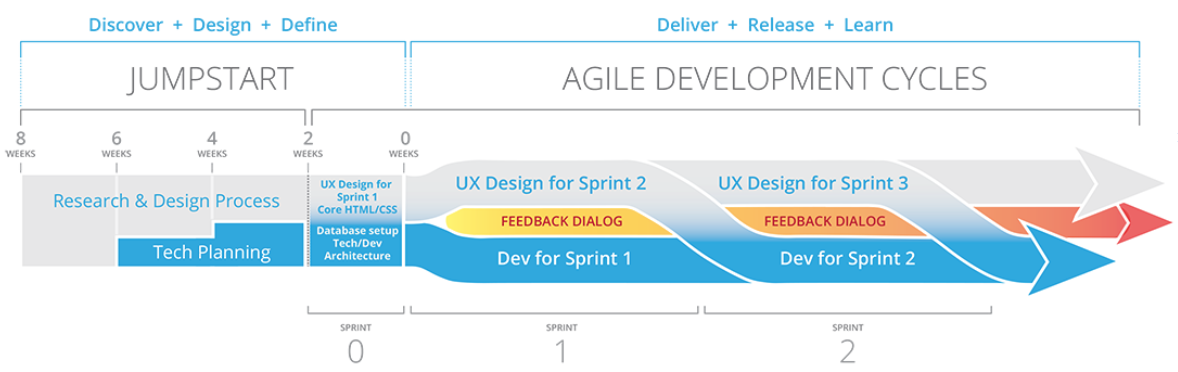 Discover + Design + Define
Deliver + Release + Learn
JUMPSTART
AGILE DEVELOPMENT CYCLES
8
WEEKS
6
WEEKS
4
WEEKS
2
WEEKS
0
WEEKS
Research & Design Process
Tech Planning
UX Design for
Sprint 1
Core HTML/CSS
Database setup
Tech/Dev
Architecture
UX Design for Sprint 2
FEEDBACK DIALOG
Dev for Sprint 1
UX Design for Sprint 3
FEEDBACK DIALOG
Dev for Sprint 2
SPRINT
0
SPRINT
1
SPRINT
2